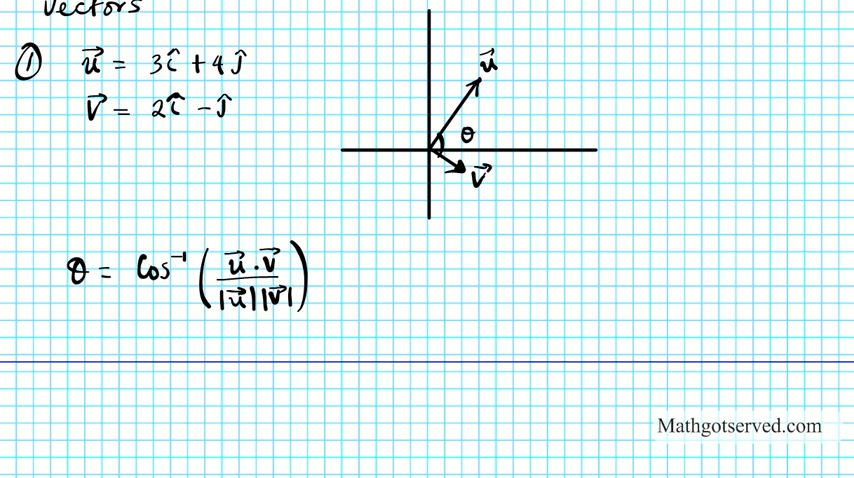 vectors
① u⃗ = 3î + 4ĵ
v⃗ = 2î - ĵ
u⃗
θ
v⃗
θ = cos⁻¹ ( u⃗ · v⃗ / |u⃗||v⃗| )
Mathgotserved.com